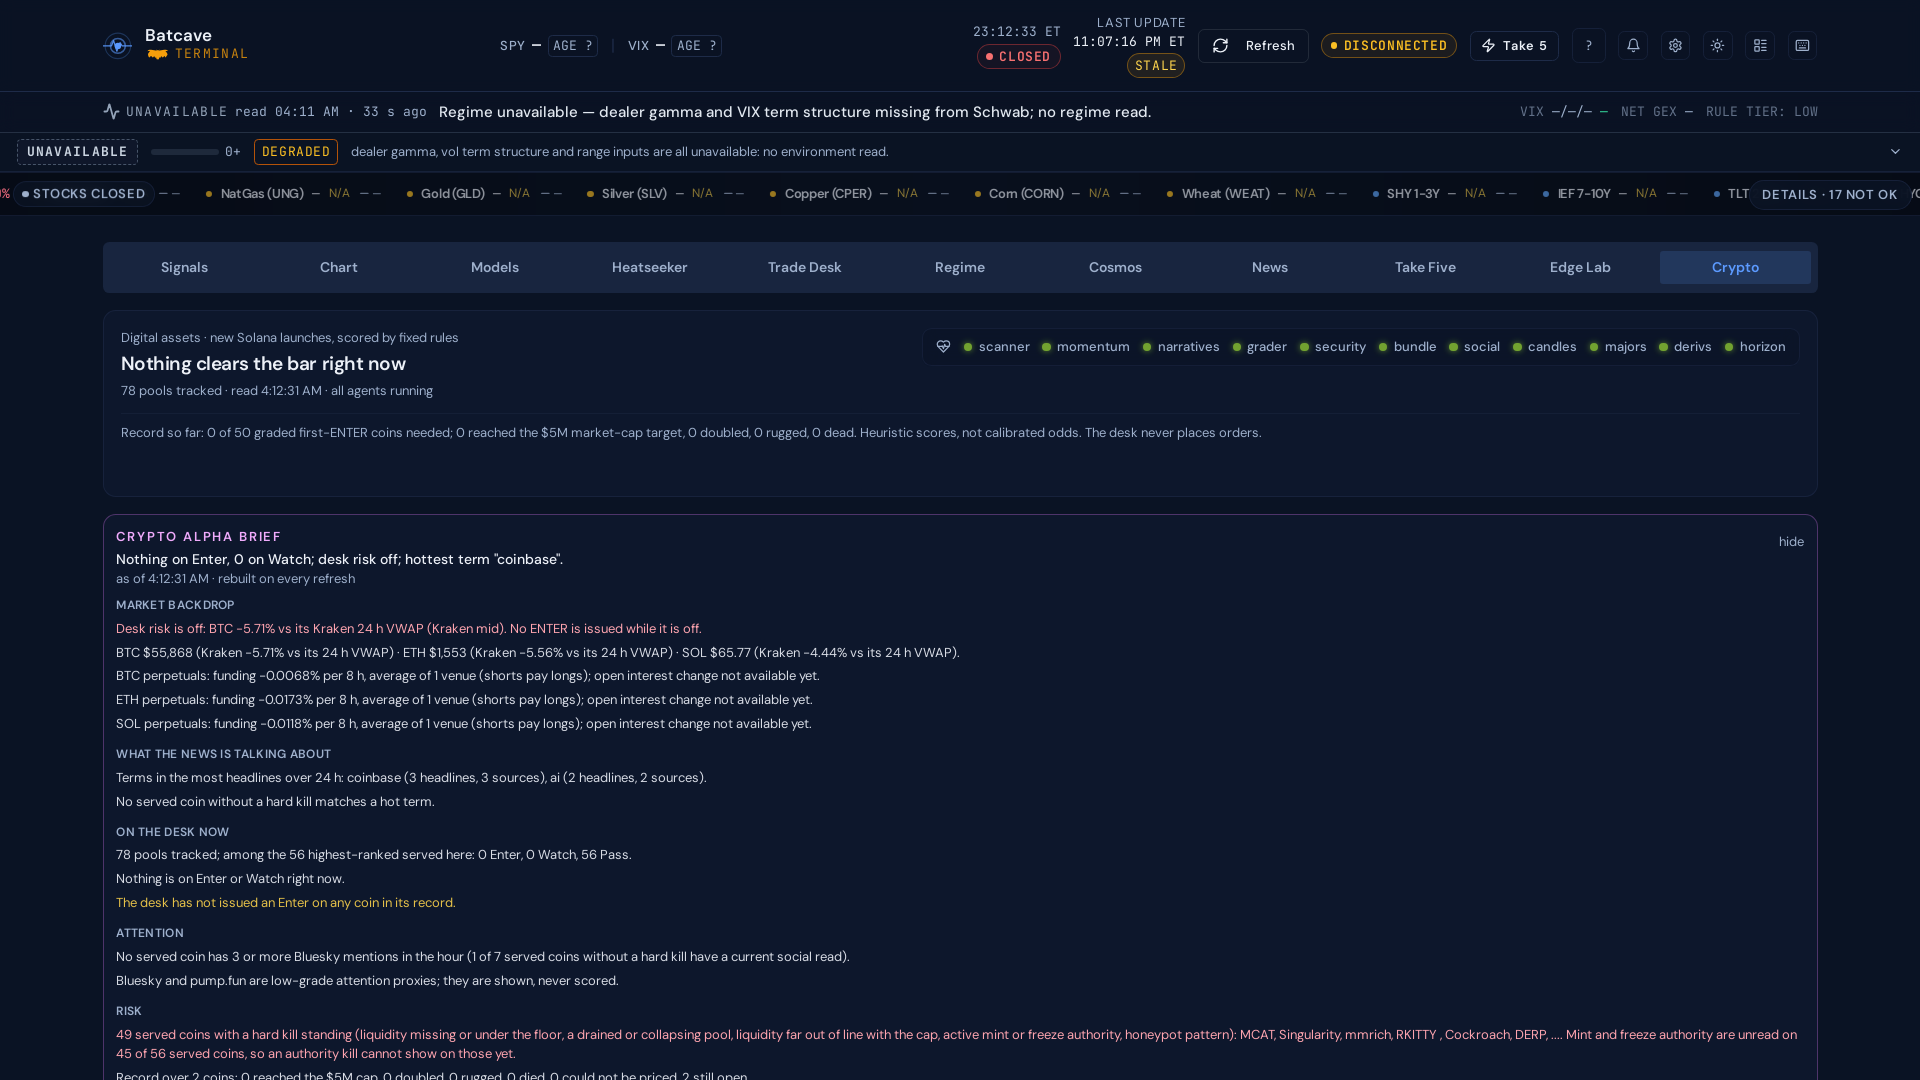 Batcave
TERMINAL
SPY — AGE ?
VIX — AGE ?
23:12:33 ET
CLOSED
LAST UPDATE
11:07:16 PM ET
STALE
Refresh
DISCONNECTED
Take 5
?
UNAVAILABLE read 04:11 AM · 33 s ago Regime unavailable — dealer gamma and VIX term structure missing from Schwab; no regime read.
VIX —/—/— — NET GEX — RULE TIER: LOW
UNAVAILABLE 0+ DEGRADED dealer gamma, vol term structure and range inputs are all unavailable: no environment read.
% STOCKS CLOSED — — NatGas (UNG) — N/A — — Gold (GLD) — N/A — — Silver (SLV) — N/A — — Copper (CPER) — N/A — — Corn (CORN) — N/A — — Wheat (WEAT) — N/A — — SHY 1-3Y — N/A — — IEF 7-10Y — N/A — — TLT DETAILS · 17 NOT OK
Signals Chart Models Heatseeker Trade Desk Regime Cosmos News Take Five Edge Lab Crypto
Digital assets · new Solana launches, scored by fixed rules
Nothing clears the bar right now
78 pools tracked · read 4:12:31 AM · all agents running
scanner momentum narratives grader security bundle social candles majors derivs horizon
Record so far: 0 of 50 graded first-ENTER coins needed; 0 reached the $5M market-cap target, 0 doubled, 0 rugged, 0 dead. Heuristic scores, not calibrated odds. The desk never places orders.
CRYPTO ALPHA BRIEF
hide
Nothing on Enter, 0 on Watch; desk risk off; hottest term "coinbase".
as of 4:12:31 AM · rebuilt on every refresh
MARKET BACKDROP
Desk risk is off: BTC -5.71% vs its Kraken 24 h VWAP (Kraken mid). No ENTER is issued while it is off.
BTC $55,868 (Kraken -5.71% vs its 24 h VWAP) · ETH $1,553 (Kraken -5.56% vs its 24 h VWAP) · SOL $65.77 (Kraken -4.44% vs its 24 h VWAP).
BTC perpetuals: funding -0.0068% per 8 h, average of 1 venue (shorts pay longs); open interest change not available yet.
ETH perpetuals: funding -0.0173% per 8 h, average of 1 venue (shorts pay longs); open interest change not available yet.
SOL perpetuals: funding -0.0118% per 8 h, average of 1 venue (shorts pay longs); open interest change not available yet.
WHAT THE NEWS IS TALKING ABOUT
Terms in the most headlines over 24 h: coinbase (3 headlines, 3 sources), ai (2 headlines, 2 sources).
No served coin without a hard kill matches a hot term.
ON THE DESK NOW
78 pools tracked; among the 56 highest-ranked served here: 0 Enter, 0 Watch, 56 Pass.
Nothing is on Enter or Watch right now.
The desk has not issued an Enter on any coin in its record.
ATTENTION
No served coin has 3 or more Bluesky mentions in the hour (1 of 7 served coins without a hard kill have a current social read).
Bluesky and pump.fun are low-grade attention proxies; they are shown, never scored.
RISK
49 served coins with a hard kill standing (liquidity missing or under the floor, a drained or collapsing pool, liquidity far out of line with the cap, active mint or freeze authority, honeypot pattern): MCAT, Singularity, mmrich, RKITTY , Cockroach, DERP, .... Mint and freeze authority are unread on
45 of 56 served coins, so an authority kill cannot show on those yet.
Record over 2 coins: 0 reached the $5M cap, 0 doubled, 0 rugged, 0 died, 0 could not be priced, 2 still open.